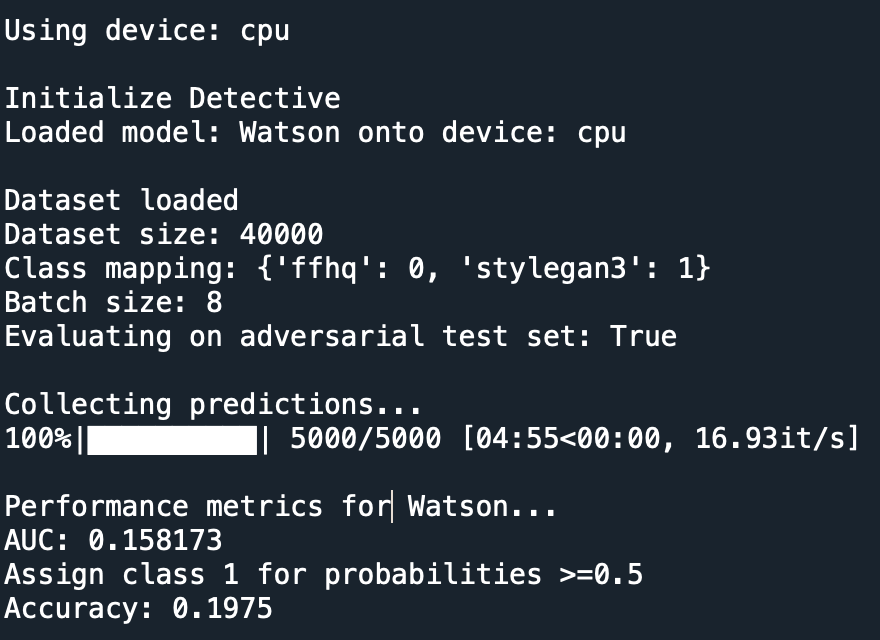 Using device: cpu
Initialize Detective
Loaded model: Watson onto device: cpu
Dataset loaded
Dataset size: 40000
Class mapping: {'ffhq': 0, 'stylegan3': 1}
Batch size: 8
Evaluating on adversarial test set: True
Collecting predictions...
100%|██████████| 5000/5000 [04:55<00:00, 16.93it/s]
Performance metrics for Watson...
AUC: 0.158173
Assign class 1 for probabilities >=0.5
Accuracy: 0.1975